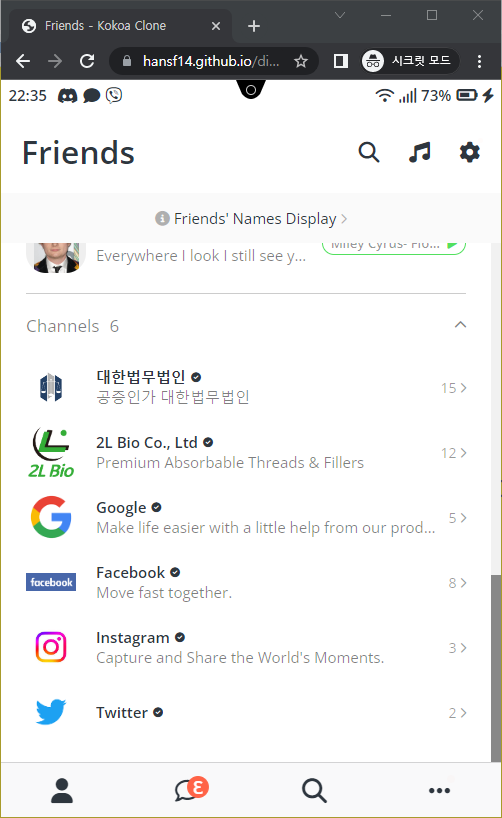 Friends - Kokoa Clone
hansf14.github.io/di...
시크릿 모드
22:35
73%
Friends
Friends' Names Display
Everywhere I look I still see y...
Miley Cyrus- Flo...
Channels 6
대한법무법인
공증인가 대한법무법인
15
2L Bio
2L Bio Co., Ltd
Premium Absorbable Threads & Fillers
12
Google
Make life easier with a little help from our prod...
5
facebook
Facebook
Move fast together.
8
Instagram
Capture and Share the World's Moments.
3
Twitter
2